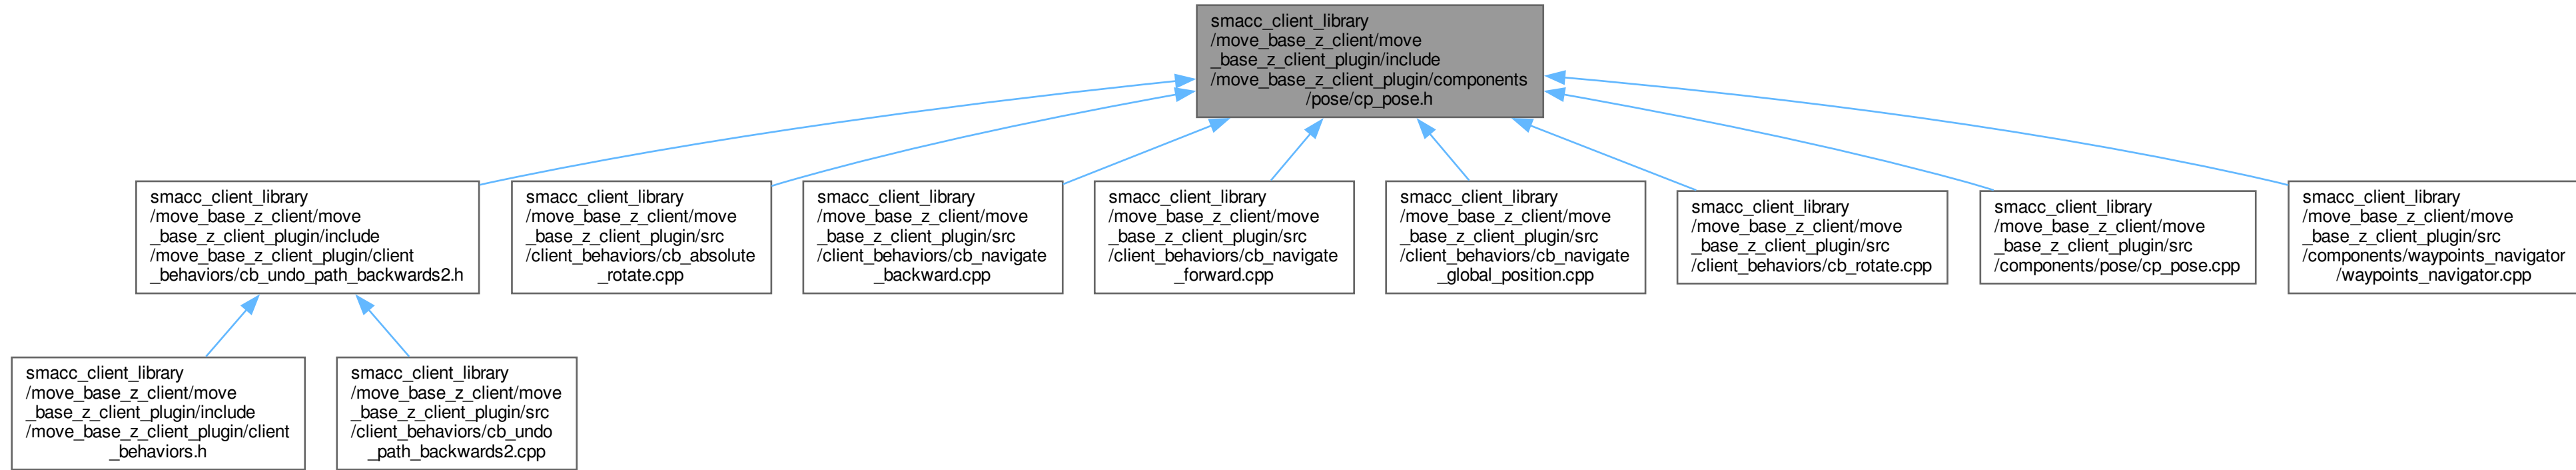 smacc_client_library
/move_base_z_client/move
_base_z_client_plugin/include
/move_base_z_client_plugin/components
/pose/cp_pose.h
smacc_client_library
/move_base_z_client/move
_base_z_client_plugin/include
/move_base_z_client_plugin/client
_behaviors/cb_undo_path_backwards2.h
smacc_client_library
/move_base_z_client/move
_base_z_client_plugin/src
/client_behaviors/cb_absolute
_rotate.cpp
smacc_client_library
/move_base_z_client/move
_base_z_client_plugin/src
/client_behaviors/cb_navigate
_backward.cpp
smacc_client_library
/move_base_z_client/move
_base_z_client_plugin/src
/client_behaviors/cb_navigate
_forward.cpp
smacc_client_library
/move_base_z_client/move
_base_z_client_plugin/src
/client_behaviors/cb_navigate
_global_position.cpp
smacc_client_library
/move_base_z_client/move
_base_z_client_plugin/src
/client_behaviors/cb_rotate.cpp
smacc_client_library
/move_base_z_client/move
_base_z_client_plugin/src
/components/pose/cp_pose.cpp
smacc_client_library
/move_base_z_client/move
_base_z_client_plugin/src
/components/waypoints_navigator
/waypoints_navigator.cpp
smacc_client_library
/move_base_z_client/move
_base_z_client_plugin/include
/move_base_z_client_plugin/client
_behaviors.h
smacc_client_library
/move_base_z_client/move
_base_z_client_plugin/src
/client_behaviors/cb_undo
_path_backwards2.cpp